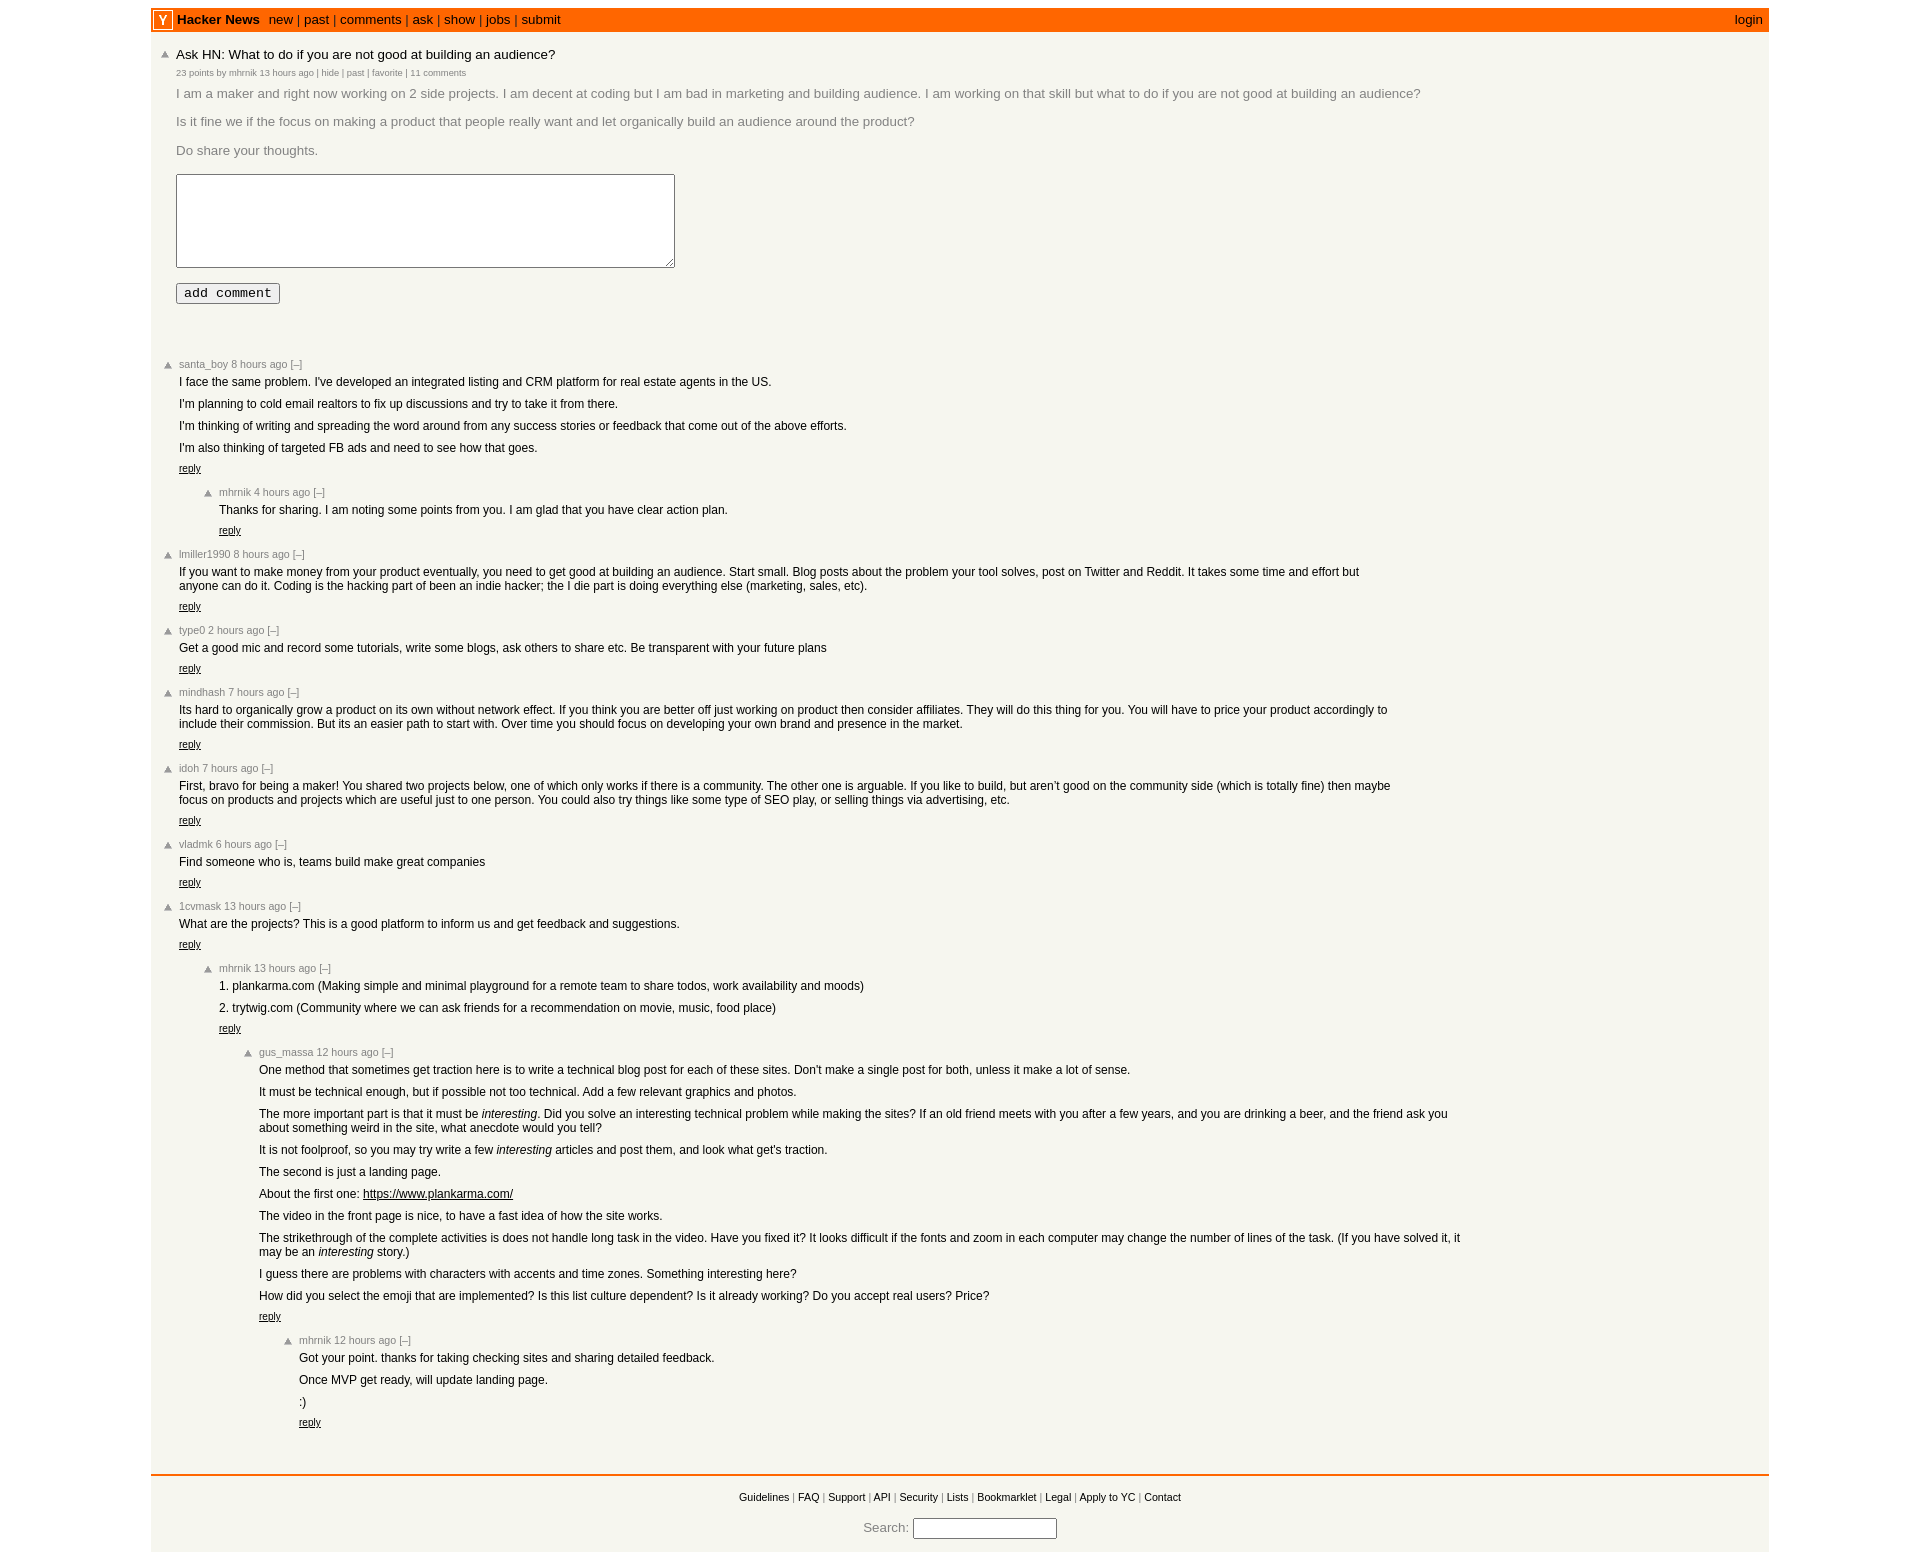 Y Hacker News new | past | comments | ask | show | jobs | submit login
Ask HN: What to do if you are not good at building an audience?
23 points by mhrnik 13 hours ago | hide | past | favorite | 11 comments
I am a maker and right now working on 2 side projects. I am decent at coding but I am bad in marketing and building audience. I am working on that skill but what to do if you are not good at building an audience?
Is it fine we if the focus on making a product that people really want and let organically build an audience around the product?
Do share your thoughts.
add comment
santa_boy 8 hours ago [–]
I face the same problem. I've developed an integrated listing and CRM platform for real estate agents in the US.
I'm planning to cold email realtors to fix up discussions and try to take it from there.
I'm thinking of writing and spreading the word around from any success stories or feedback that come out of the above efforts.
I'm also thinking of targeted FB ads and need to see how that goes.
reply
mhrnik 4 hours ago [–]
Thanks for sharing. I am noting some points from you. I am glad that you have clear action plan.
reply
lmiller1990 8 hours ago [–]
If you want to make money from your product eventually, you need to get good at building an audience. Start small. Blog posts about the problem your tool solves, post on Twitter and Reddit. It takes some time and effort but
anyone can do it. Coding is the hacking part of been an indie hacker; the I die part is doing everything else (marketing, sales, etc).
reply
type0 2 hours ago [–]
Get a good mic and record some tutorials, write some blogs, ask others to share etc. Be transparent with your future plans
reply
mindhash 7 hours ago [–]
Its hard to organically grow a product on its own without network effect. If you think you are better off just working on product then consider affiliates. They will do this thing for you. You will have to price your product accordingly to
include their commission. But its an easier path to start with. Over time you should focus on developing your own brand and presence in the market.
reply
idoh 7 hours ago [–]
First, bravo for being a maker! You shared two projects below, one of which only works if there is a community. The other one is arguable. If you like to build, but aren’t good on the community side (which is totally fine) then maybe
focus on products and projects which are useful just to one person. You could also try things like some type of SEO play, or selling things via advertising, etc.
reply
vladmk 6 hours ago [–]
Find someone who is, teams build make great companies
reply
1cvmask 13 hours ago [–]
What are the projects? This is a good platform to inform us and get feedback and suggestions.
reply
mhrnik 13 hours ago [–]
1. plankarma.com (Making simple and minimal playground for a remote team to share todos, work availability and moods)
2. trytwig.com (Community where we can ask friends for a recommendation on movie, music, food place)
reply
gus_massa 12 hours ago [–]
One method that sometimes get traction here is to write a technical blog post for each of these sites. Don't make a single post for both, unless it make a lot of sense.
It must be technical enough, but if possible not too technical. Add a few relevant graphics and photos.
The more important part is that it must be interesting. Did you solve an interesting technical problem while making the sites? If an old friend meets with you after a few years, and you are drinking a beer, and the friend ask you
about something weird in the site, what anecdote would you tell?
It is not foolproof, so you may try write a few interesting articles and post them, and look what get's traction.
The second is just a landing page.
About the first one: https://www.plankarma.com/
The video in the front page is nice, to have a fast idea of how the site works.
The strikethrough of the complete activities is does not handle long task in the video. Have you fixed it? It looks difficult if the fonts and zoom in each computer may change the number of lines of the task. (If you have solved it, it
may be an interesting story.)
I guess there are problems with characters with accents and time zones. Something interesting here?
How did you select the emoji that are implemented? Is this list culture dependent? Is it already working? Do you accept real users? Price?
reply
mhrnik 12 hours ago [–]
Got your point. thanks for taking checking sites and sharing detailed feedback.
Once MVP get ready, will update landing page.
:)
reply
Guidelines | FAQ | Support | API | Security | Lists | Bookmarklet | Legal | Apply to YC | Contact
Search: